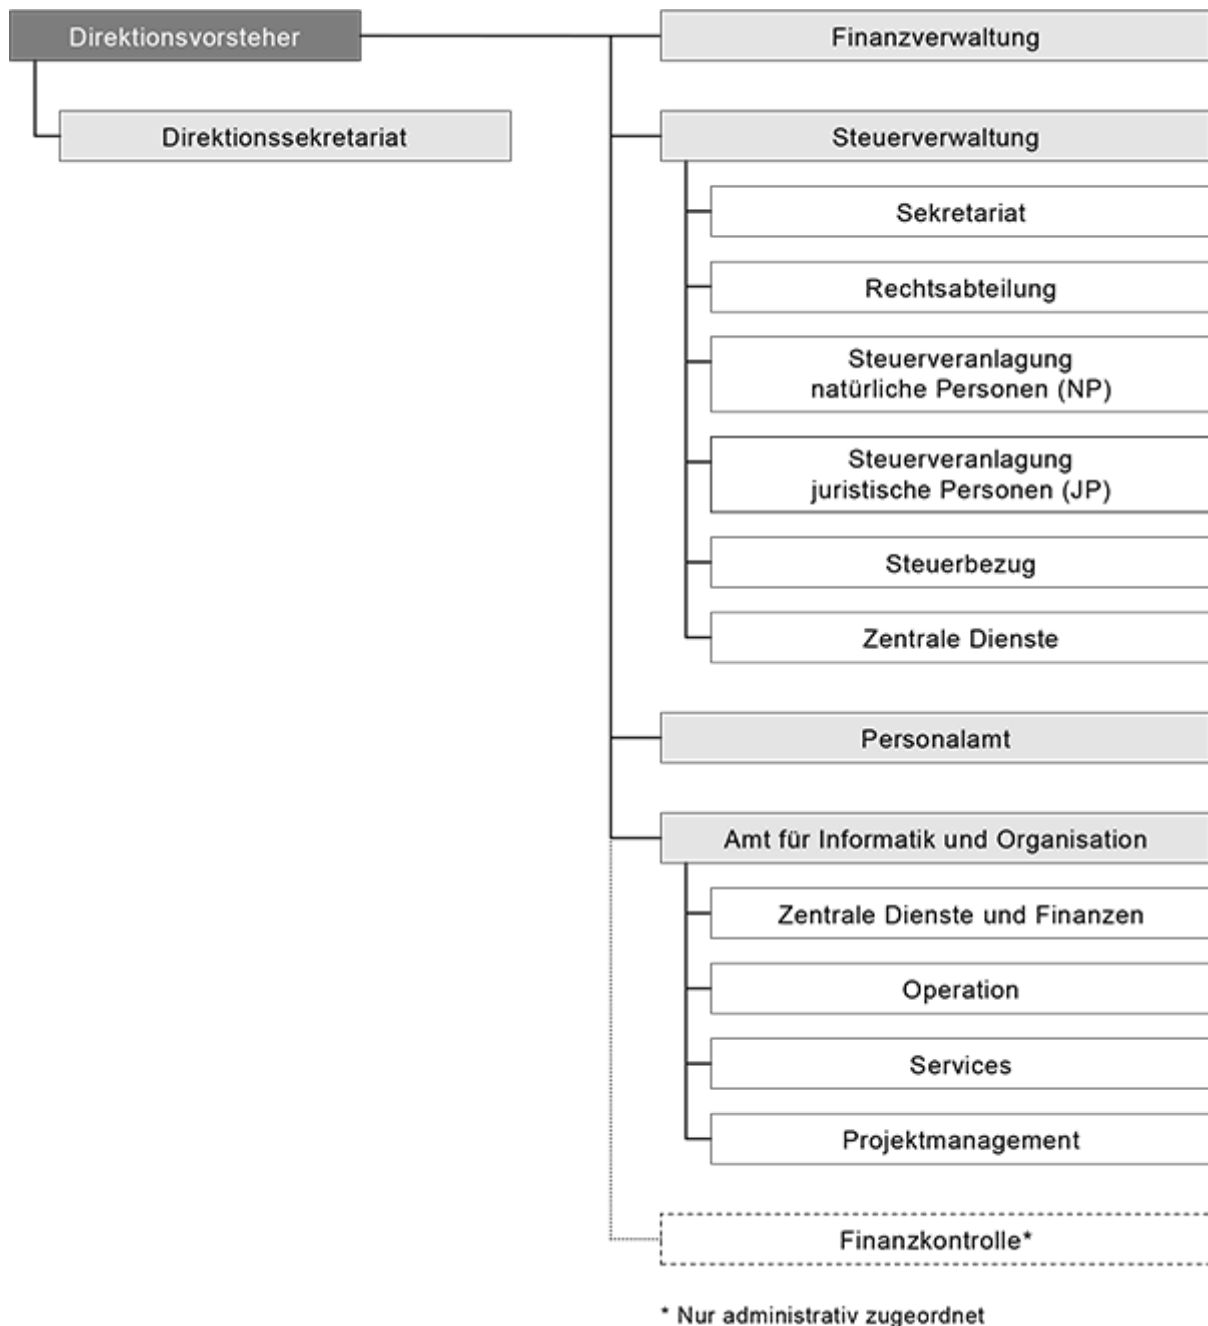 Direktionsvorsteher
Direktionssekretariat
Finanzverwaltung
Steuerverwaltung
Sekretariat
Rechtsabteilung
Steuerveranlagung
natürliche Personen (NP)
Steuerveranlagung
juristische Personen (JP)
Steuerbezug
Zentrale Dienste
Personalamt
Amt für Informatik und Organisation
Zentrale Dienste und Finanzen
Operation
Services
Projektmanagement
Finanzkontrolle*
* Nur administrativ zugeordnet